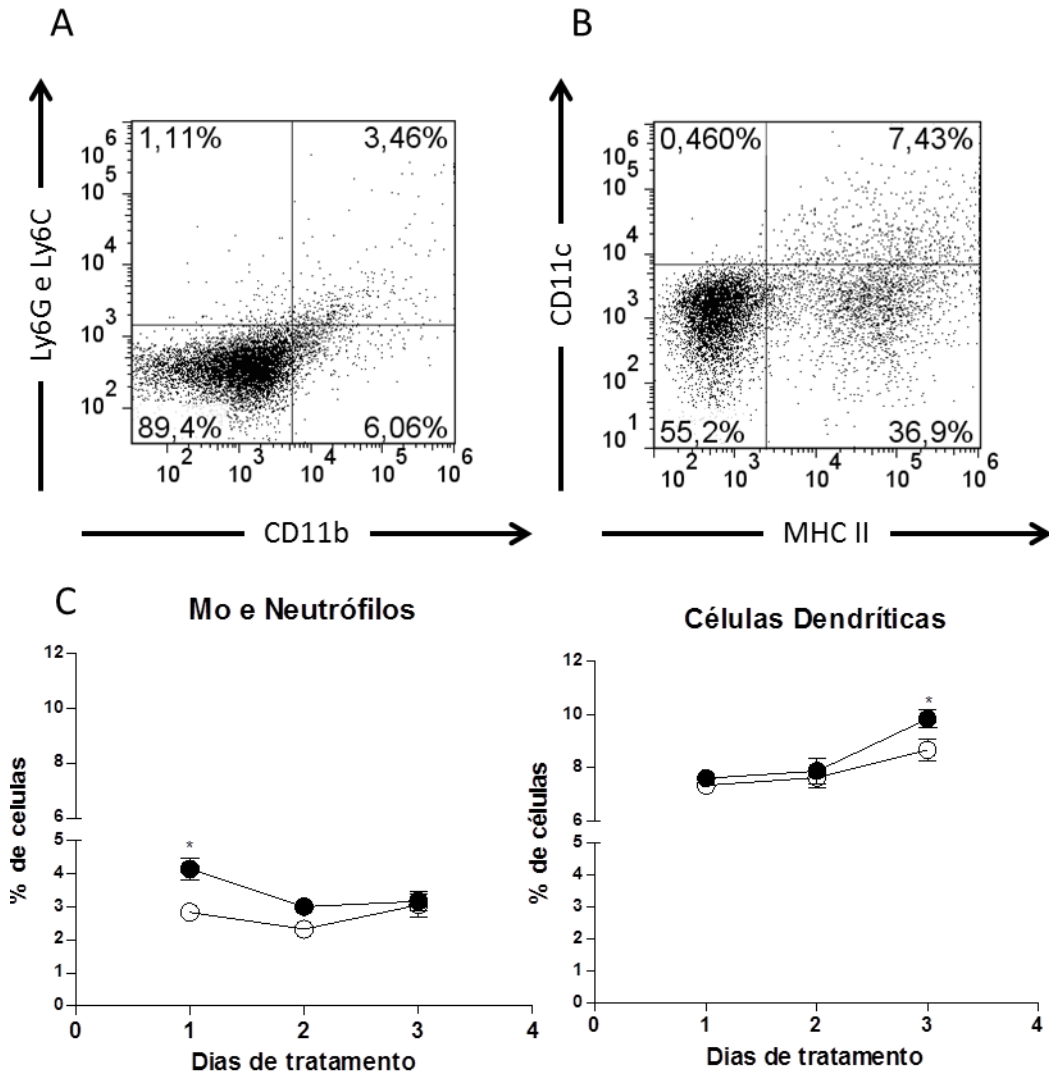 A
1,11%
3,46%
89,4%
6,06%
10^6
10^5
10^4
10^3
10^2
10^2 10^3 10^4 10^5 10^6
Ly6G e Ly6C
CD11b
B
0,460%
7,43%
55,2%
36,9%
10^6
10^5
10^4
10^3
10^2
10^1
10^2 10^3 10^4 10^5 10^6
CD11c
MHC II
C
Mo e Neutrófilos
12
10
8
6
5
4
3
2
1
0
*
0 1 2 3 4
% de celulas
Dias de tratamento
Células Dendríticas
12
10
8
6
5
4
3
2
1
0
*
0 1 2 3 4
% de células
Dias de tratamento